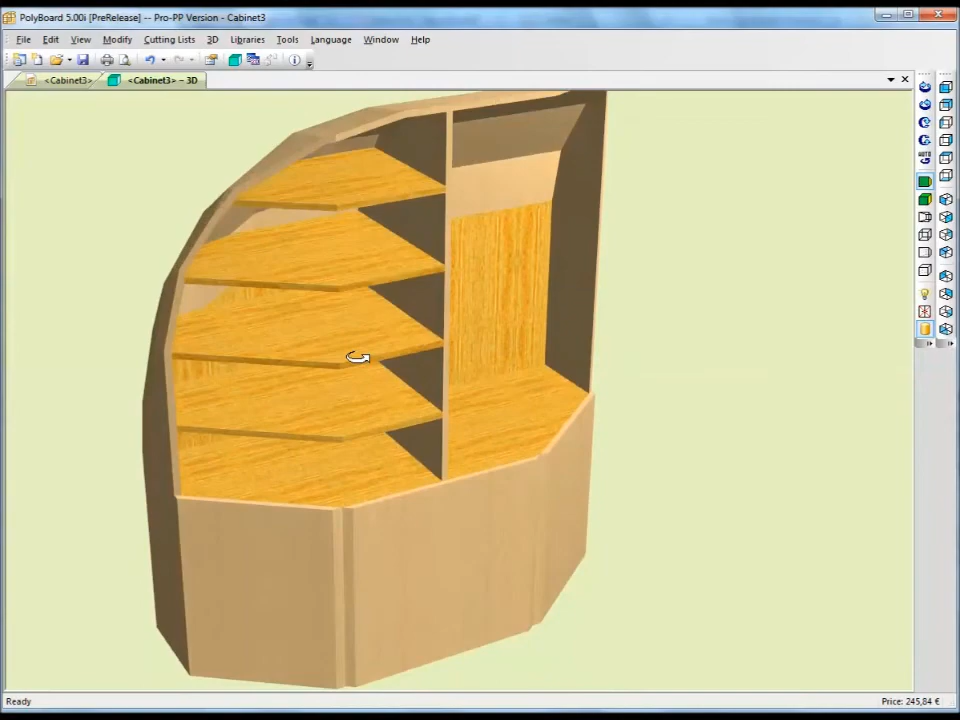 PolyBoard 5.00i [PreRelease] -- Pro-PP Version - Cabinet3
File Edit View Modify Cutting Lists 3D Libraries Tools Language Window Help
<Cabinet3> <Cabinet3> - 3D
AUTO
Ready Price: 245,84 €